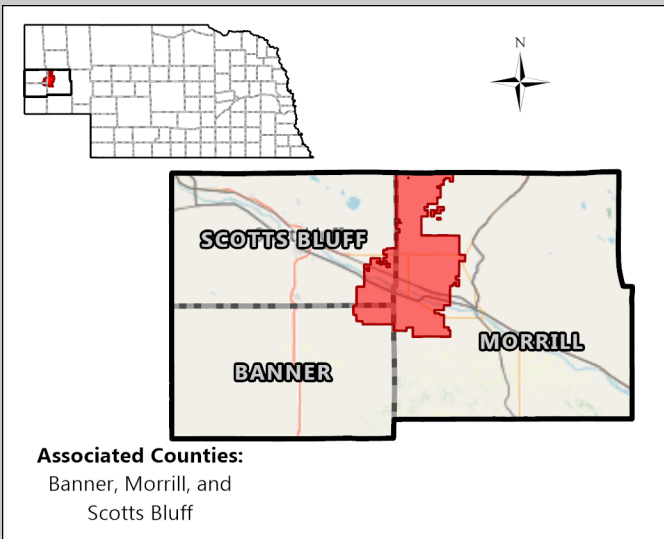 N
SCOTTS BLUFF
MORRILL
BANNER
Associated Counties:
Banner, Morrill, and
Scotts Bluff